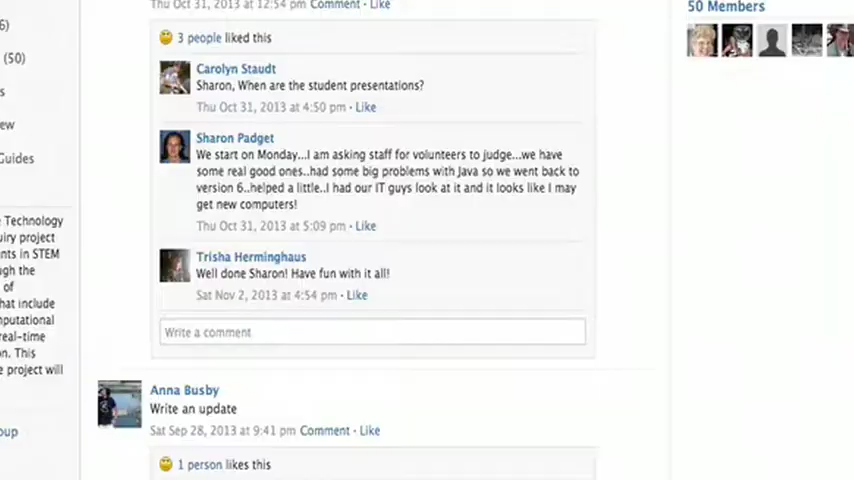 Thu Oct 31, 2013 at 12:54 pm Comment · Like
3 people liked this
Carolyn Staudt
Sharon, When are the student presentations?
Thu Oct 31, 2013 at 4:50 pm · Like
Sharon Padget
We start on Monday...I am asking staff for volunteers to judge...we have
some real good ones..had some big problems with Java so we went back to
version 6..helped a little..I had our IT guys look at it and it looks like I may
get new computers!
Thu Oct 31, 2013 at 5:09 pm · Like
Trisha Herminghaus
Well done Sharon! Have fun with it all!
Sat Nov 2, 2013 at 4:54 pm · Like
Write a comment
Anna Busby
Write an update
Sat Sep 28, 2013 at 9:41 pm Comment · Like
1 person likes this
50 Members
6)
(50)
s
ew
Guides
e Technology
uiry project
nts in STEM
ugh the
of
hat include
mputational
real-time
on. This
e project will
oup